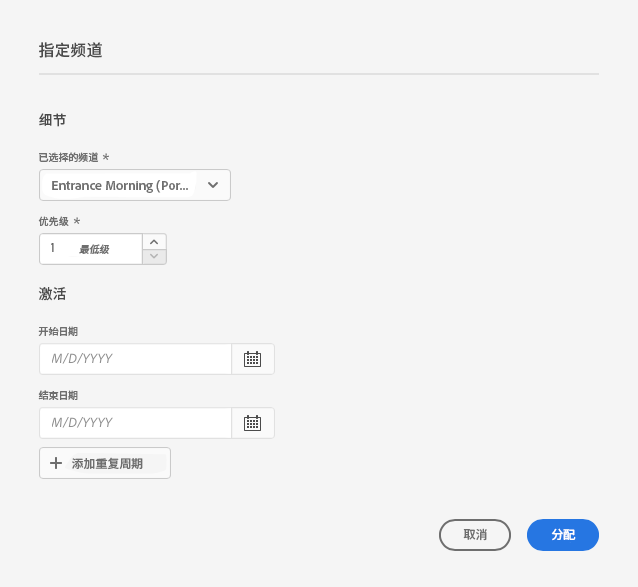 指定频道
细节
已选择的频道 *
Entrance Morning (Por...
优先级 *
1 最低级
激活
开始日期
M/D/YYYY
结束日期
M/D/YYYY
添加重复周期
取消 分配